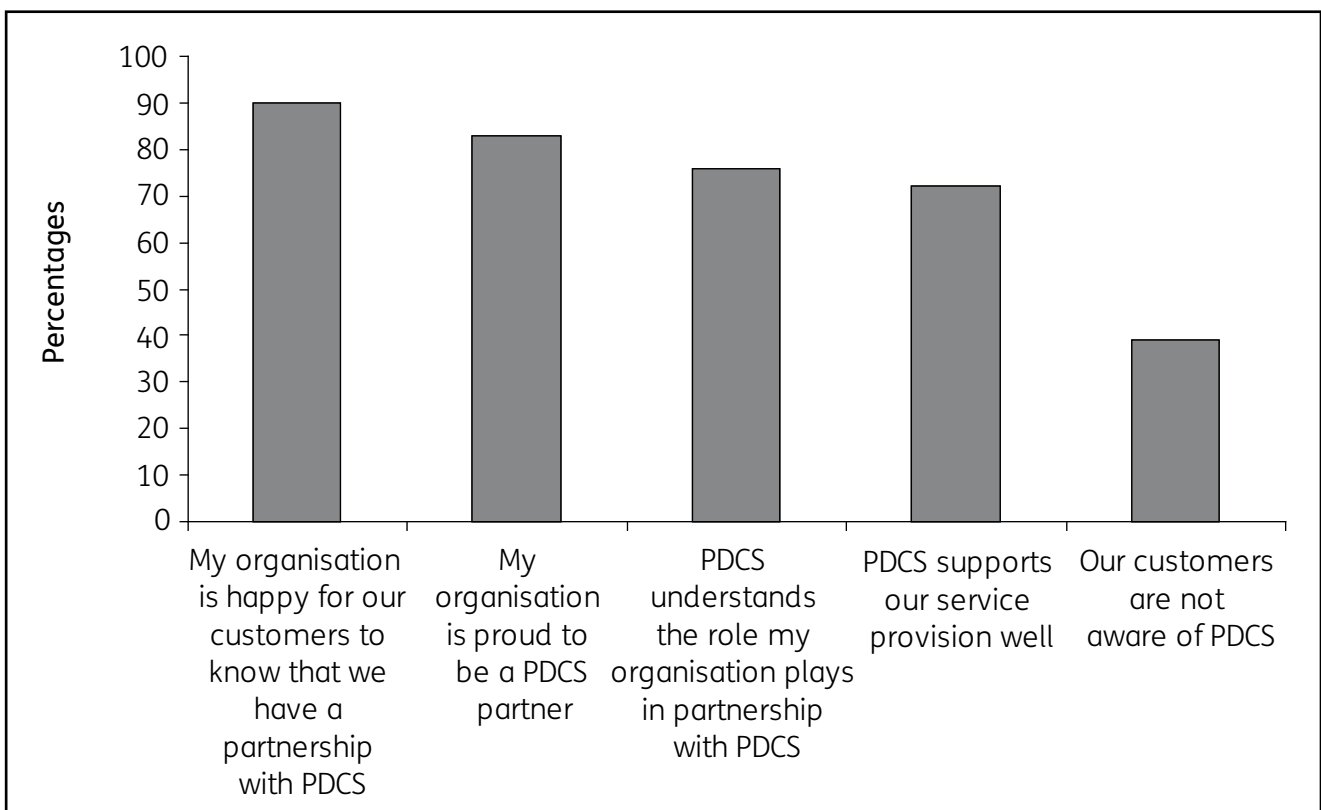 Percentages
100
90
80
70
60
50
40
30
20
10
0
My organisation
is happy for our
customers to
know that we
have a
partnership
with PDCS
My
organisation
is proud to
be a PDCS
partner
PDCS
understands
the role my
organisation plays
in partnership
with PDCS
PDCS supports
our service
provision well
Our customers
are not
aware of PDCS